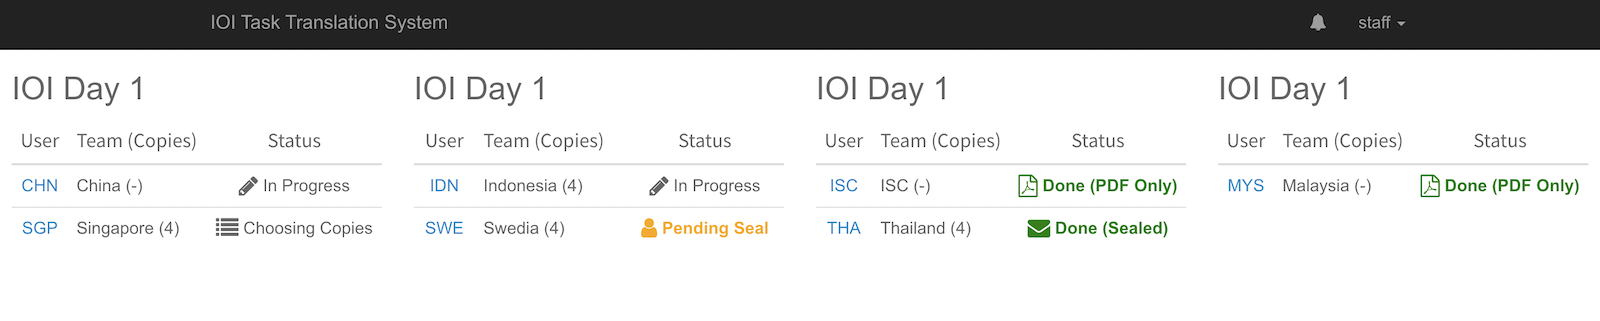 IOI Task Translation System
staff
IOI Day 1
User Team (Copies) Status
CHN China (-) In Progress
SGP Singapore (4) Choosing Copies
IOI Day 1
User Team (Copies) Status
IDN Indonesia (4) In Progress
SWE Swedia (4) Pending Seal
IOI Day 1
User Team (Copies) Status
ISC ISC (-) Done (PDF Only)
THA Thailand (4) Done (Sealed)
IOI Day 1
User Team (Copies) Status
MYS Malaysia (-) Done (PDF Only)